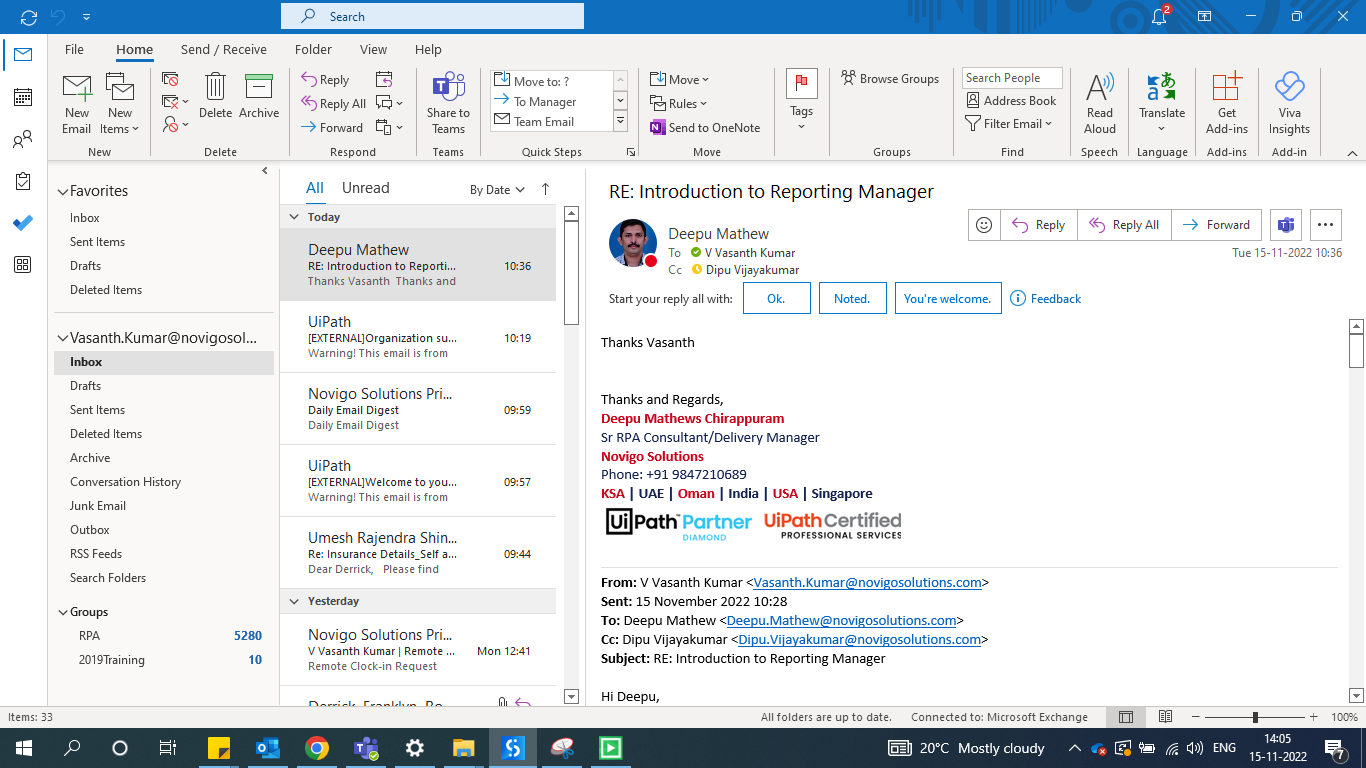 Search
2
File Home Send / Receive Folder View Help
New Email
New Items
New
Delete
Archive
Delete
Reply
Reply All
Forward
Respond
Share to Teams
Teams
Move to: ?
To Manager
Team Email
Quick Steps
Move
Rules
Send to OneNote
Move
Tags
Browse Groups
Groups
Search People
Address Book
Filter Email
Find
Read Aloud
Speech
Translate
Language
Get Add-ins
Add-ins
Viva Insights
Add-in
Favorites
Inbox
Sent Items
Drafts
Deleted Items
Vasanth.Kumar@novigosol...
Inbox
Drafts
Sent Items
Deleted Items
Archive
Conversation History
Junk Email
Outbox
RSS Feeds
Search Folders
Groups
RPA 5280
2019Training 10
All Unread By Date
Today
Deepu Mathew
RE: Introduction to Reporti... 10:36
Thanks Vasanth Thanks and
UiPath
[EXTERNAL]Organization su... 10:19
Warning! This email is from
Novigo Solutions Pri...
Daily Email Digest 09:59
Daily Email Digest
UiPath
[EXTERNAL]Welcome to you... 09:57
Warning! This email is from
Umesh Rajendra Shin...
Re: Insurance Details_Self a... 09:44
Dear Derrick, Please find
Yesterday
Novigo Solutions Pri...
V Vasanth Kumar | Remote ... Mon 12:41
Remote Clock-in Request
Derrick, Franklyn, Bo...
RE: Introduction to Reporting Manager
Deepu Mathew
To V Vasanth Kumar
Cc Dipu Vijayakumar
Reply Reply All Forward
Tue 15-11-2022 10:36
Start your reply all with: Ok. Noted. You're welcome. Feedback
Thanks Vasanth
Thanks and Regards,
Deepu Mathews Chirappuram
Sr RPA Consultant/Delivery Manager
Novigo Solutions
Phone: +91 9847210689
KSA | UAE | Oman | India | USA | Singapore
UiPath™ Partner
DIAMOND
UiPath Certified
PROFESSIONAL SERVICES
From: V Vasanth Kumar <Vasanth.Kumar@novigosolutions.com>
Sent: 15 November 2022 10:28
To: Deepu Mathew <Deepu.Mathew@novigosolutions.com>
Cc: Dipu Vijayakumar <Dipu.Vijayakumar@novigosolutions.com>
Subject: RE: Introduction to Reporting Manager
Hi Deepu,
Items: 33 All folders are up to date. Connected to: Microsoft Exchange 100%
20°C Mostly cloudy ENG 14:05
15-11-2022
7